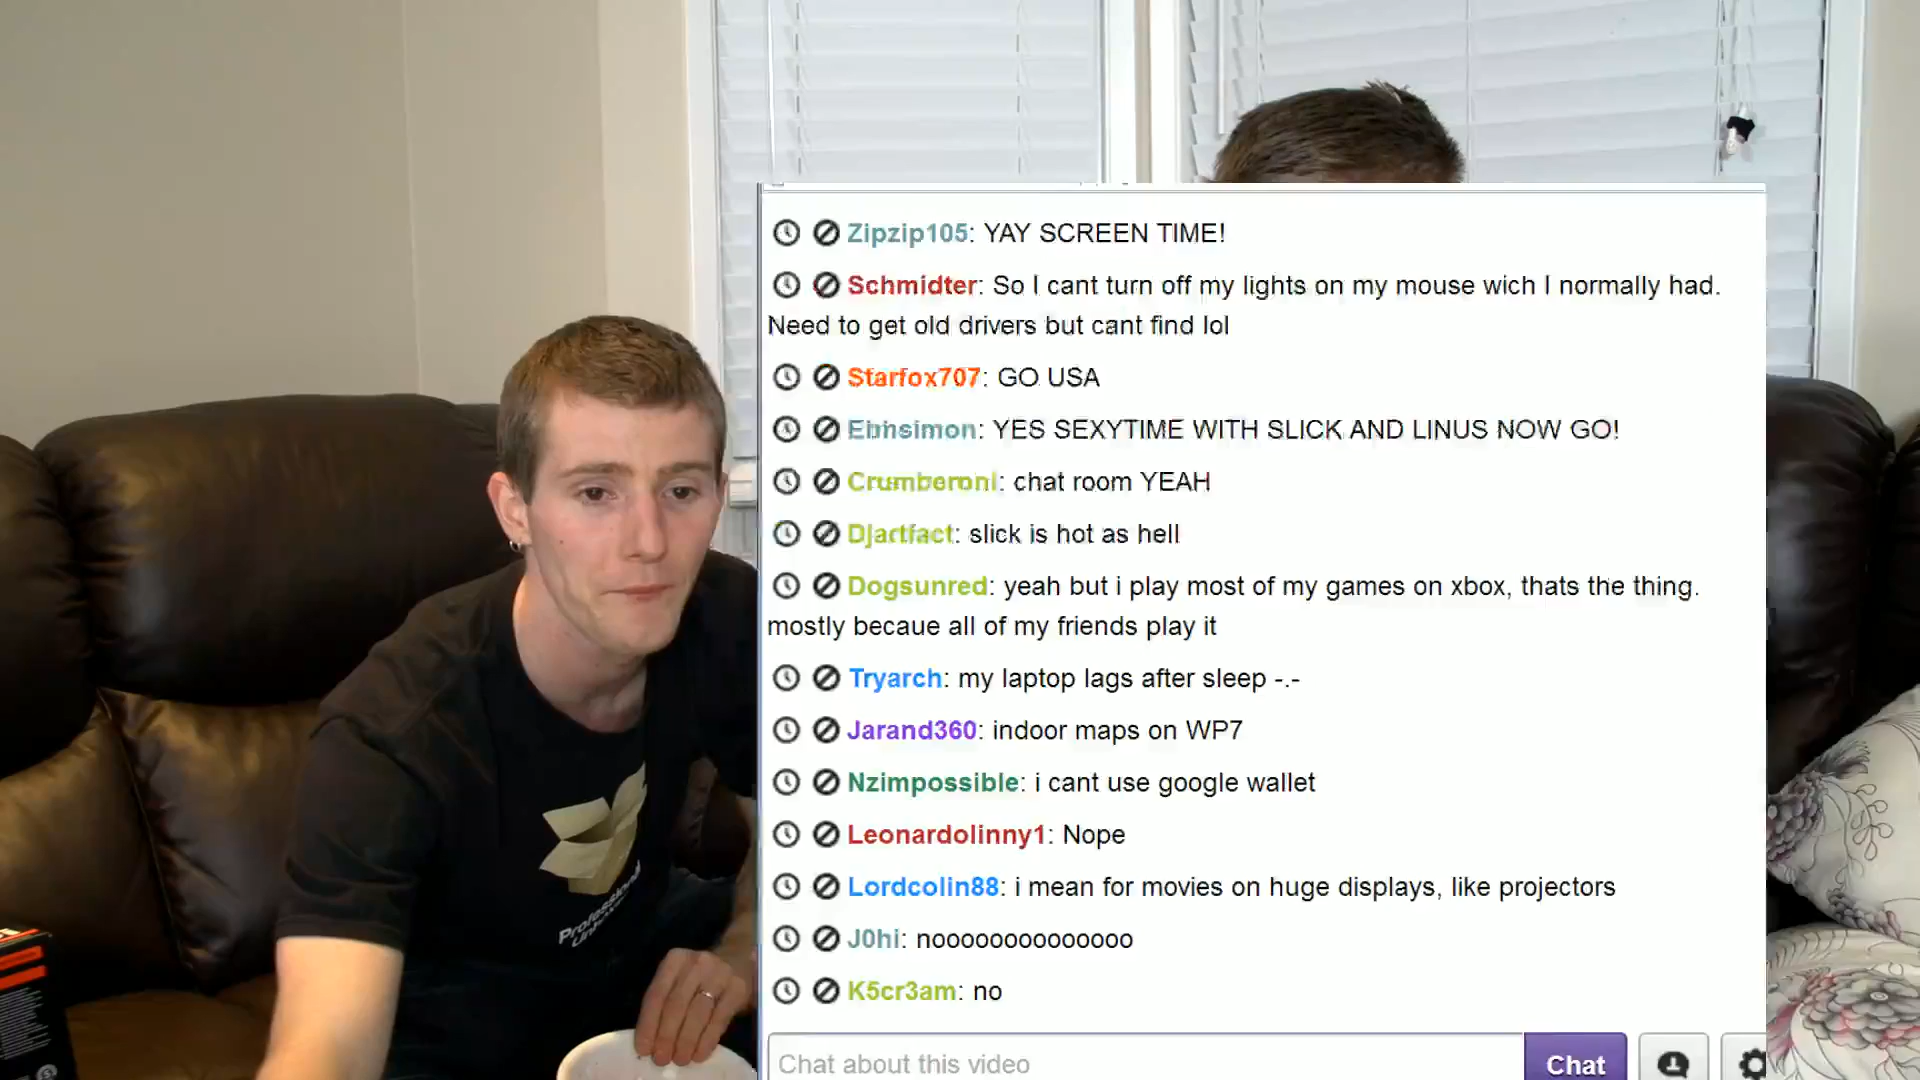 Zipzip105: YAY SCREEN TIME!
Schmidter: So I cant turn off my lights on my mouse wich I normally had.
Need to get old drivers but cant find lol
Starfox707: GO USA
Ebhsimon: YES SEXYTIME WITH SLICK AND LINUS NOW GO!
Crumberoni: chat room YEAH
Djartfact: slick is hot as hell
Dogsunred: yeah but i play most of my games on xbox, thats the thing.
mostly becaue all of my friends play it
Tryarch: my laptop lags after sleep -.-
Jarand360: indoor maps on WP7
Nzimpossible: i cant use google wallet
Leonardolinny1: Nope
Lordcolin88: i mean for movies on huge displays, like projectors
J0hi: noooooooooooooo
K5cr3am: no
Chat about this video
Chat
Professional